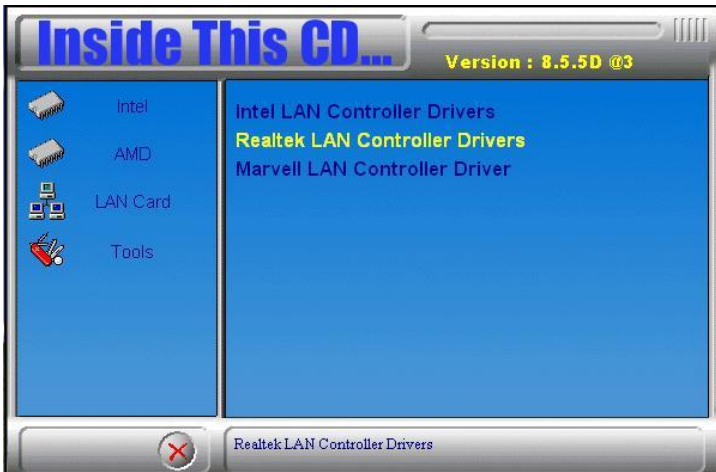 Inside This CD...
Version : 8.5.5D @3
Intel
AMD
LAN Card
Tools
Intel LAN Controller Drivers
Realtek LAN Controller Drivers
Marvell LAN Controller Driver
Realtek LAN Controller Drivers